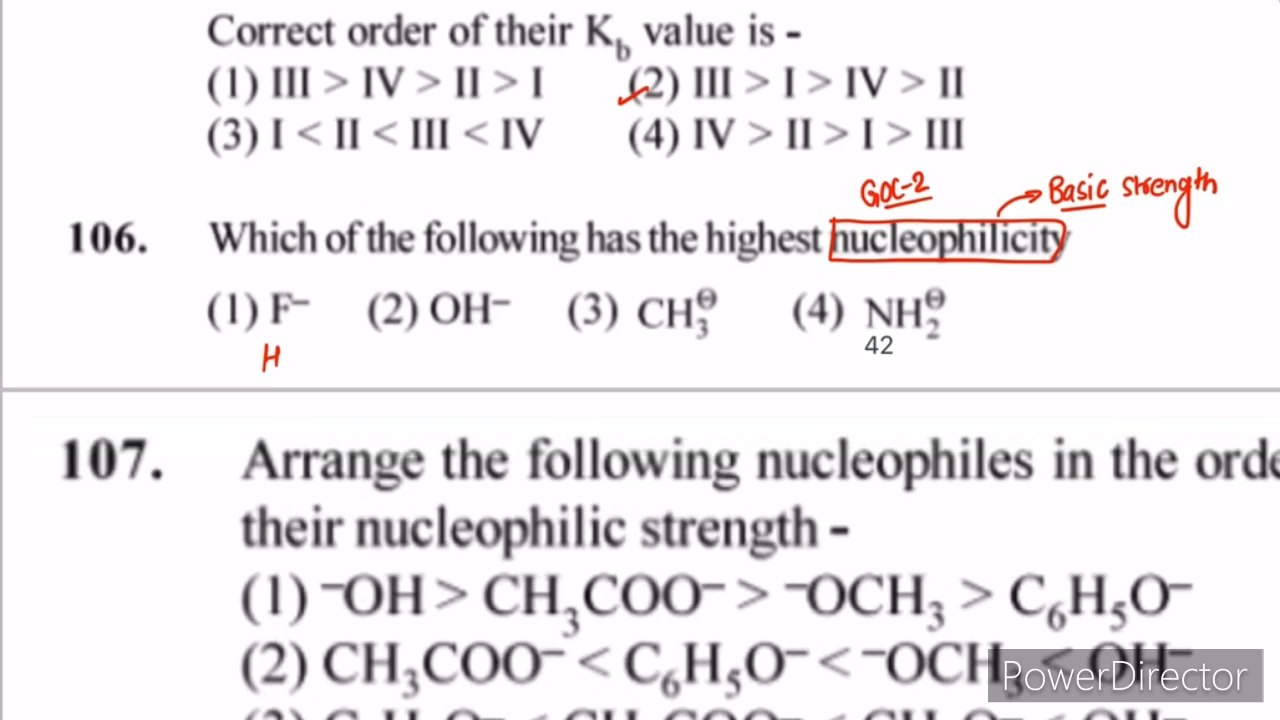 Correct order of their K_b value is -
(1) III > IV > II > I (2) III > I > IV > II
(3) I < II < III < IV (4) IV > II > I > III
GOC-2 → Basic strength
106. Which of the following has the highest nucleophilicity
(1) F⁻ (2) OH⁻ (3) CH₃^⊖ (4) NH₂^⊖
H 42
107. Arrange the following nucleophiles in the orde
their nucleophilic strength -
(1) ⁻OH > CH₃COO⁻ > ⁻OCH₃ > C₆H₅O⁻
(2) CH₃COO⁻ < C₆H₅O⁻ < ⁻OCH₃ < OH⁻
PowerDirector